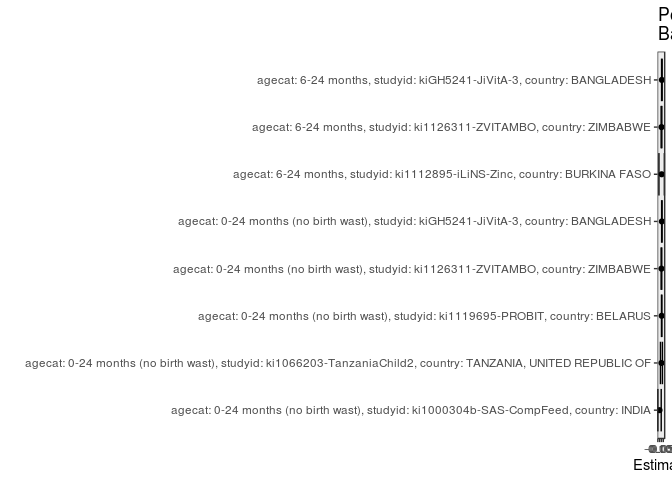 agecat: 6-24 months, studyid: kiGH5241-JiVitA-3, country: BANGLADESH
agecat: 6-24 months, studyid: ki1126311-ZVITAMBO, country: ZIMBABWE
agecat: 6-24 months, studyid: ki1112895-iLiNS-Zinc, country: BURKINA FASO
agecat: 0-24 months (no birth wast), studyid: kiGH5241-JiVitA-3, country: BANGLADESH
agecat: 0-24 months (no birth wast), studyid: ki1126311-ZVITAMBO, country: ZIMBABWE
agecat: 0-24 months (no birth wast), studyid: ki1119695-PROBIT, country: BELARUS
agecat: 0-24 months (no birth wast), studyid: ki1066203-TanzaniaChild2, country: TANZANIA, UNITED REPUBLIC OF
agecat: 0-24 months (no birth wast), studyid: ki1000304b-SAS-CompFeed, country: INDIA